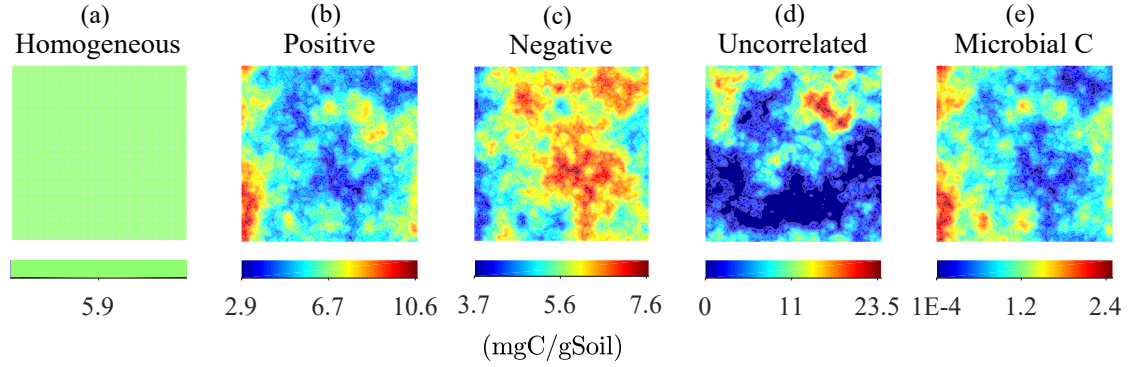 (a) (b) (c) (d) (e)
Homogeneous Positive Negative Uncorrelated Microbial C
5.9 2.9 6.7 10.6 3.7 5.6 7.6 0 11 23.5 1E-4 1.2 2.4
(mgC/gSoil)